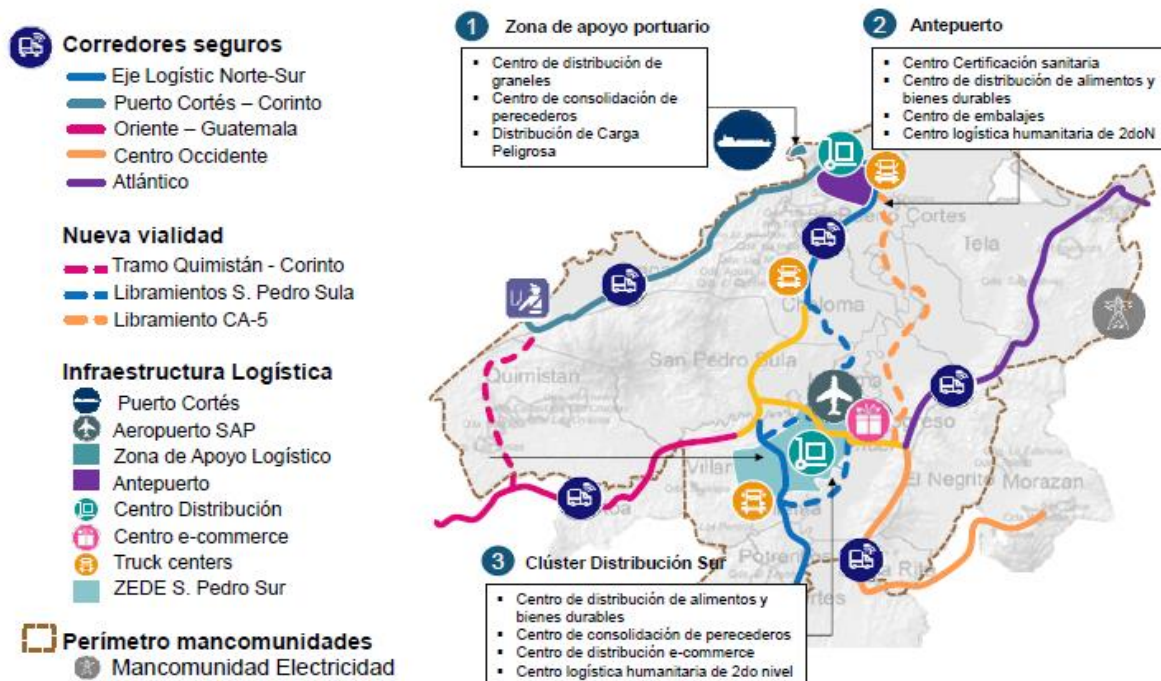 Corredores seguros
Eje Logístic Norte-Sur
Puerto Cortés – Corinto
Oriente – Guatemala
Centro Occidente
Atlántico
Nueva vialidad
Tramo Quimistán - Corinto
Libramientos S. Pedro Sula
Libramiento CA-5
Infraestructura Logística
Puerto Cortés
Aeropuerto SAP
Zona de Apoyo Logístico
Antepuerto
Centro Distribución
Centro e-commerce
Truck centers
ZEDE S. Pedro Sur
Perímetro mancomunidades
Mancomunidad Electricidad
1 Zona de apoyo portuario
▪ Centro de distribución de
graneles
▪ Centro de consolidación de
perecederos
▪ Distribución de Carga
Peligrosa
2 Antepuerto
▪ Centro Certificación sanitaria
▪ Centro de distribución de alimentos y
bienes durables
▪ Centro de embalajes
▪ Centro logística humanitaria de 2doN
Cortes
Tela
Choloma
San Pedro Sula
Quimistan
El Negrito
Morazan
3 Clúster Distribución Sur
▪ Centro de distribución de alimentos y
bienes durables
▪ Centro de consolidación de perecederos
▪ Centro de distribución e-commerce
▪ Centro logística humanitaria de 2do nivel